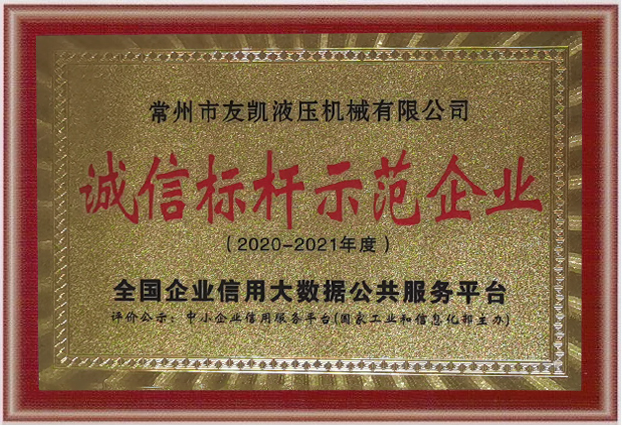 常州市友凯液压机械有限公司
诚信标杆示范企业
（2020-2021年度）
全国企业信用大数据公共服务平台
评价公示：中小企业信用服务平台(国家工业和信息化部主办)